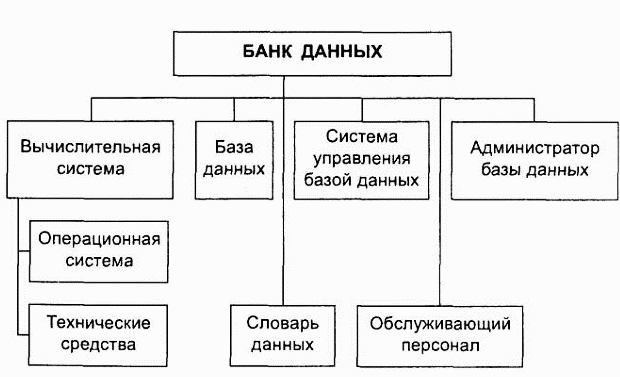 БАНК ДАННЫХ
Вычислительная
система
База
данных
Система
управления
базой данных
Администратор
базы данных
Операционная
система
Технические
средства
Словарь
данных
Обслуживающий
персонал